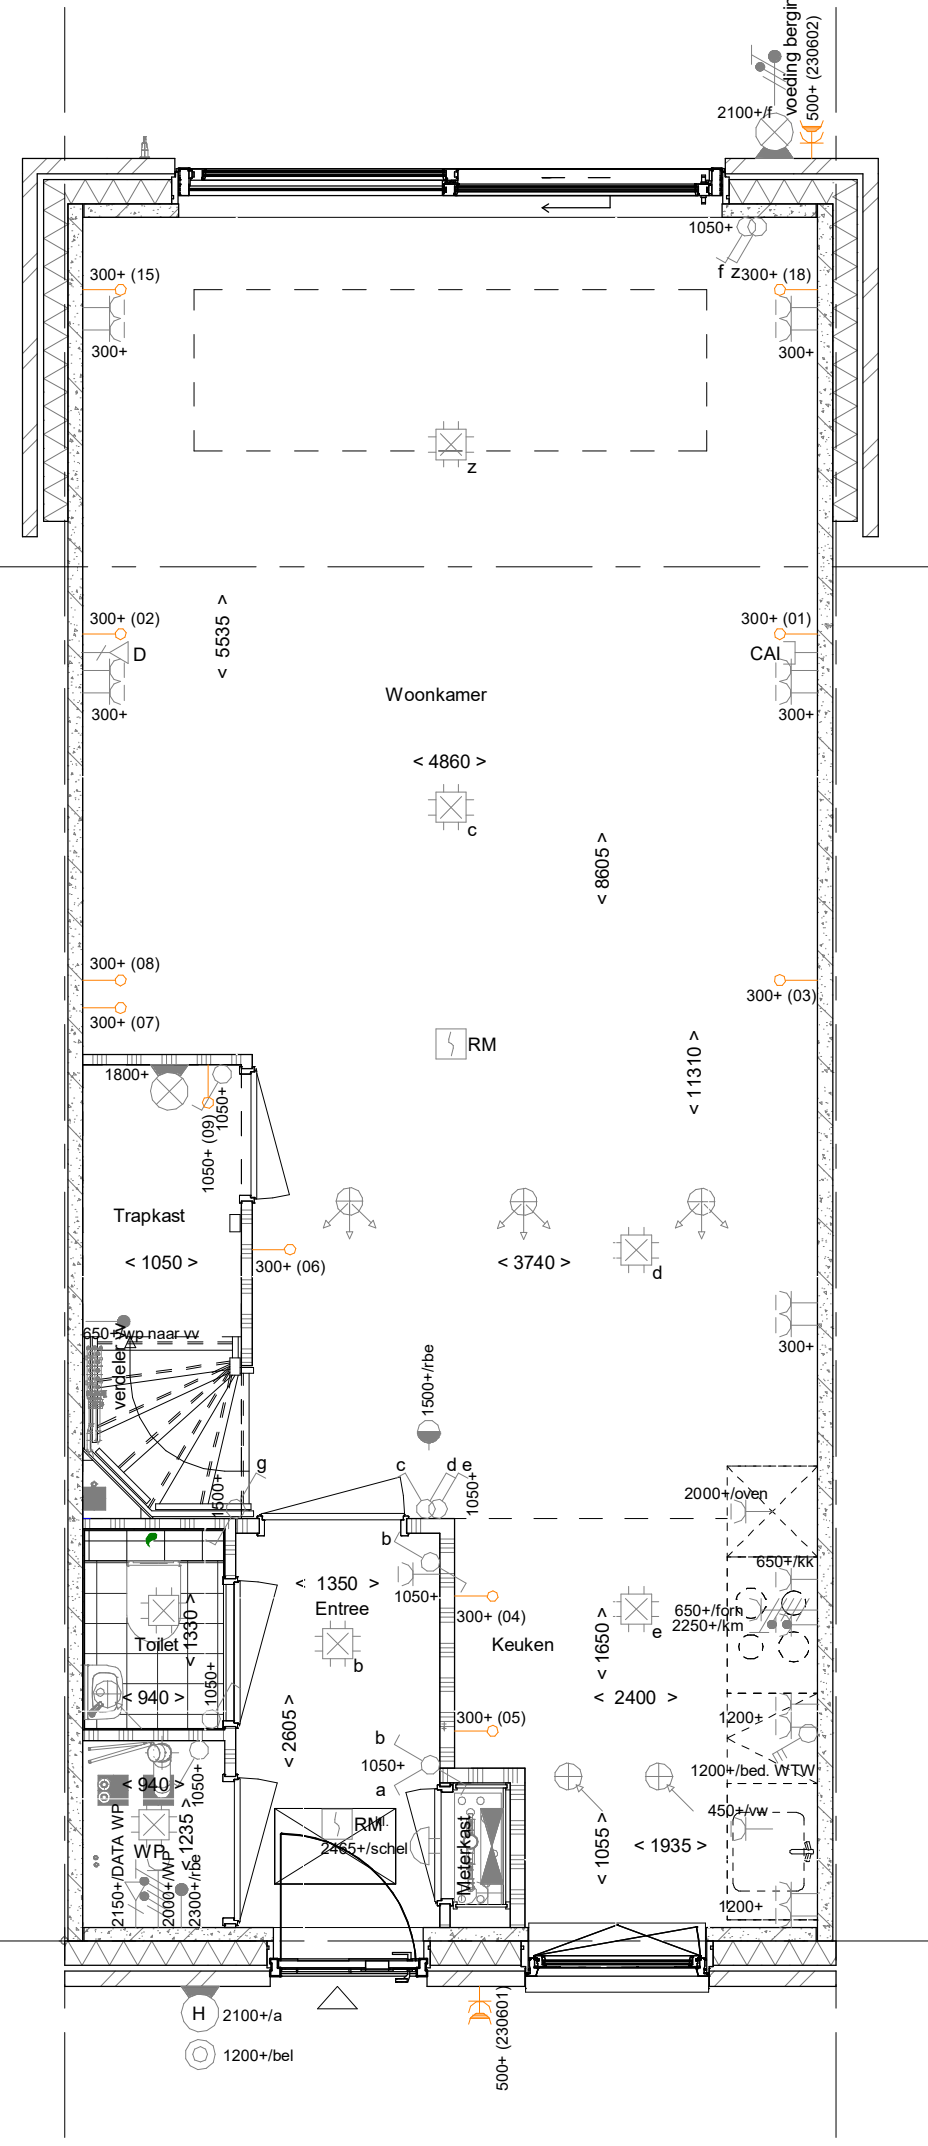 voeding bergin
500+ (230602)
2100+/f
1050+
f z
300+ (15)
300+
300+ (18)
300+
z
300+ (02)
D
300+
< 5535 >
300+ (01)
CAI
300+
Woonkamer
< 4860 >
c
< 8605 >
300+ (08)
300+ (07)
300+ (03)
RM
< 11310 >
1800+
1050+
1050+ (09)
Trapkast
< 1050 >
300+ (06)
< 3740 >
d
650+/wp naar vv
verdeler vv
300+
1500+/rbe
g
1500+
c
d e
1050+
2000+/oven
b
1050+
650+/kk
< 1350 >
Entree
300+ (04)
650+/forn
2250+/km
< 1330 >
Toilet
b
Keuken
< 1650 >
e
< 940 >
1050+
< 2400 >
< 2605 >
300+ (05)
1200+
b
1050+
a
1200+/bed. WTW
< 940 >
1050+
450+/vw
RM
2465+/schel
WP
< 1235 >
< 1055 >
< 1935 >
Meterkast
2150+/DATA WP
2000+/WP
2300+/rbe
1200+
H
2100+/a
1200+/bel
500+ (230601)